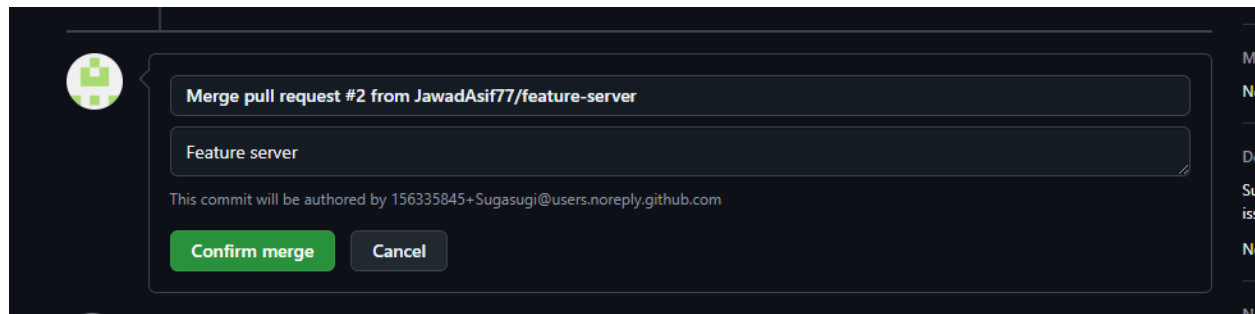 Merge pull request #2 from JawadAsif77/feature-server
Feature server
This commit will be authored by 156335845+Sugasugi@users.noreply.github.com
Confirm merge
Cancel